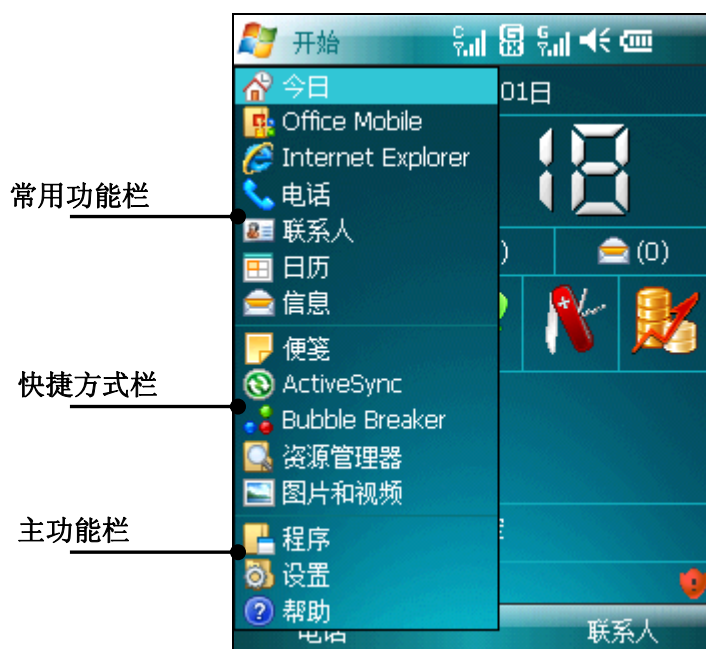 开始
今日
01日
Office Mobile
Internet Explorer
18
电话
常用功能栏
联系人
(0)
日历
信息
便笺
快捷方式栏
ActiveSync
Bubble Breaker
资源管理器
图片和视频
主功能栏
程序
设置
帮助
电话
联系人